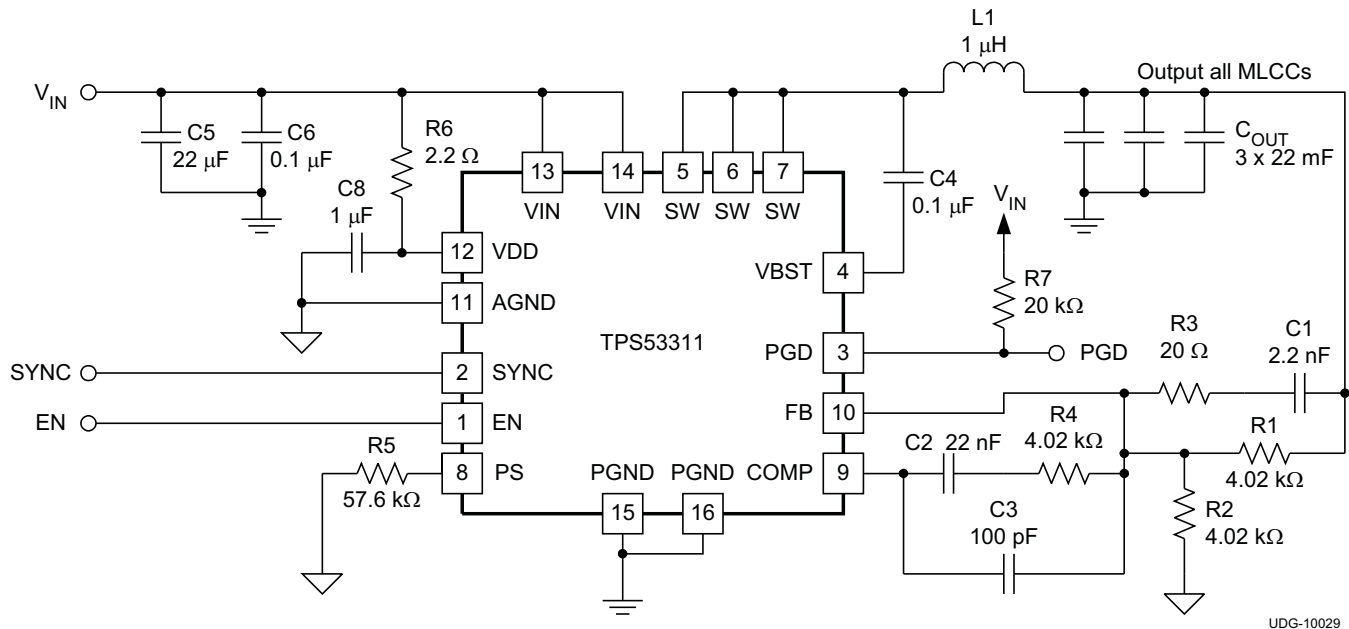 L1
1 μH
Output all MLCCs
V_IN
C5
22 μF
C6
0.1 μF
R6
2.2 Ω
C_OUT
3 x 22 mF
C8
1 μF
13
14
5
6
7
VIN
VIN
SW
SW
SW
C4
0.1 μF
V_IN
12
VDD
VBST
4
R7
20 kΩ
11
AGND
TPS53311
PGD
3
PGD
R3
20 Ω
C1
2.2 nF
SYNC
2
SYNC
FB
10
EN
1
EN
R4
4.02 kΩ
C2
22 nF
R1
4.02 kΩ
R5
57.6 kΩ
8
PS
PGND
PGND
COMP
9
15
16
C3
100 pF
R2
4.02 kΩ
UDG-10029